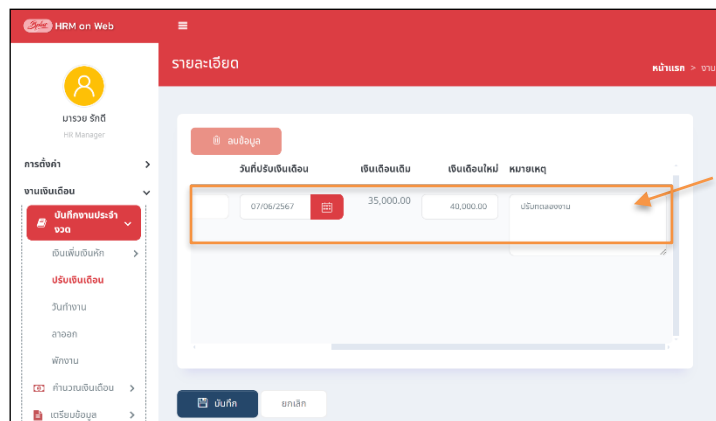 HRM on Web
รายละเอียด
หน้าแรก > งาน
มารวย รักดี
HR Manager
การตั้งค่า
งานเงินเดือน
บันทึกงานประจำ
งวด
เงินเพิ่มเงินหัก
ปรับเงินเดือน
วันทำงาน
ลาออก
พักงาน
คำนวณเงินเดือน
เตรียมข้อมูล
ลบข้อมูล
วันที่ปรับเงินเดือน เงินเดือนเดิม เงินเดือนใหม่ หมายเหตุ
07/06/2567 35,000.00 40,000.00 ปรับทดลองงาน
บันทึก ยกเลิก